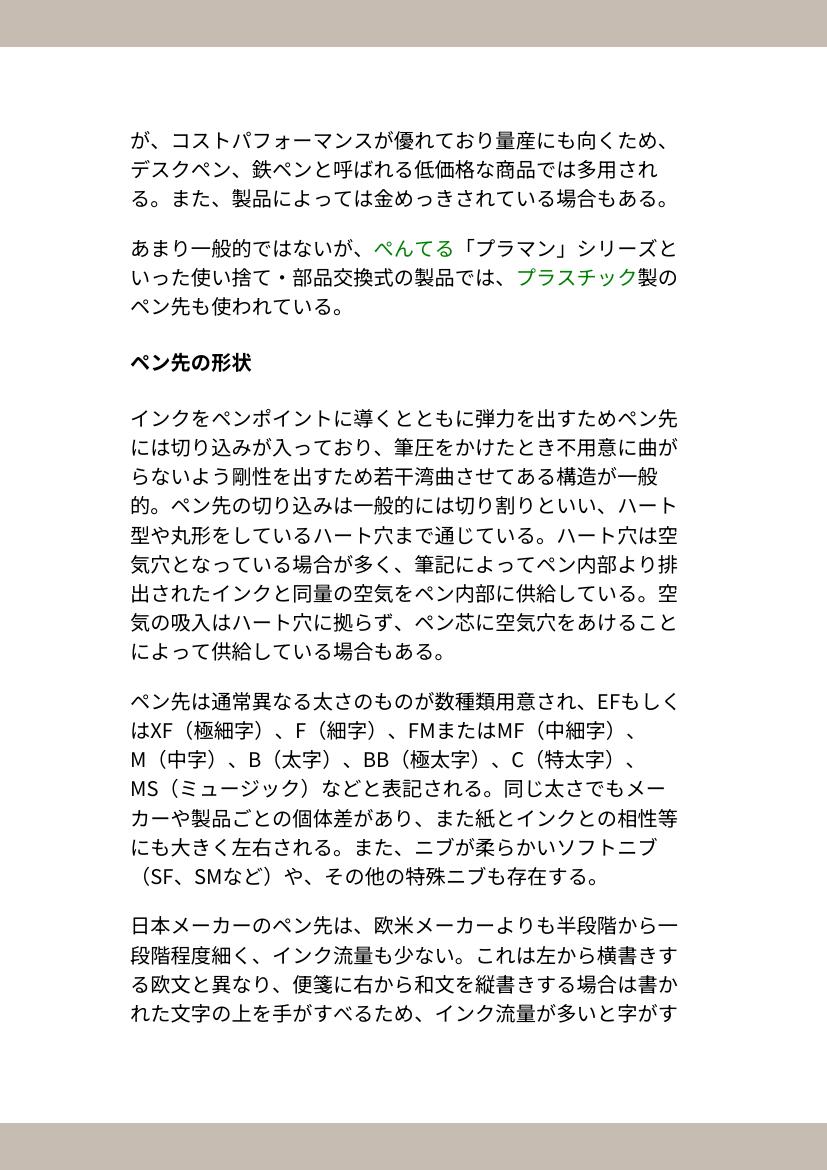 が、コストパフォーマンスが優れており量産にも向くため、
デスクペン、鉄ペンと呼ばれる低価格な商品では多用され
る。また、製品によっては金めっきされている場合もある。
あまり一般的ではないが、ぺんてる「プラマン」シリーズと
いった使い捨て・部品交換式の製品では、プラスチック製の
ペン先も使われている。
ペン先の形状
インクをペンポイントに導くとともに弾力を出すためペン先
には切り込みが入っており、筆圧をかけたとき不用意に曲が
らないよう剛性を出すため若干湾曲させてある構造が一般
的。ペン先の切り込みは一般的には切り割りといい、ハート
型や丸形をしているハート穴まで通じている。ハート穴は空
気穴となっている場合が多く、筆記によってペン内部より排
出されたインクと同量の空気をペン内部に供給している。空
気の吸入はハート穴に拠らず、ペン芯に空気穴をあけること
によって供給している場合もある。
ペン先は通常異なる太さのものが数種類用意され、EFもしく
はXF（極細字）、F（細字）、FMまたはMF（中細字）、
M（中字）、B（太字）、BB（極太字）、C（特太字）、
MS（ミュージック）などと表記される。同じ太さでもメー
カーや製品ごとの個体差があり、また紙とインクとの相性等
にも大きく左右される。また、ニブが柔らかいソフトニブ
（SF、SMなど）や、その他の特殊ニブも存在する。
日本メーカーのペン先は、欧米メーカーよりも半段階から一
段階程度細く、インク流量も少ない。これは左から横書きす
る欧文と異なり、便箋に右から和文を縦書きする場合は書か
れた文字の上を手がすべるため、インク流量が多いと字がす